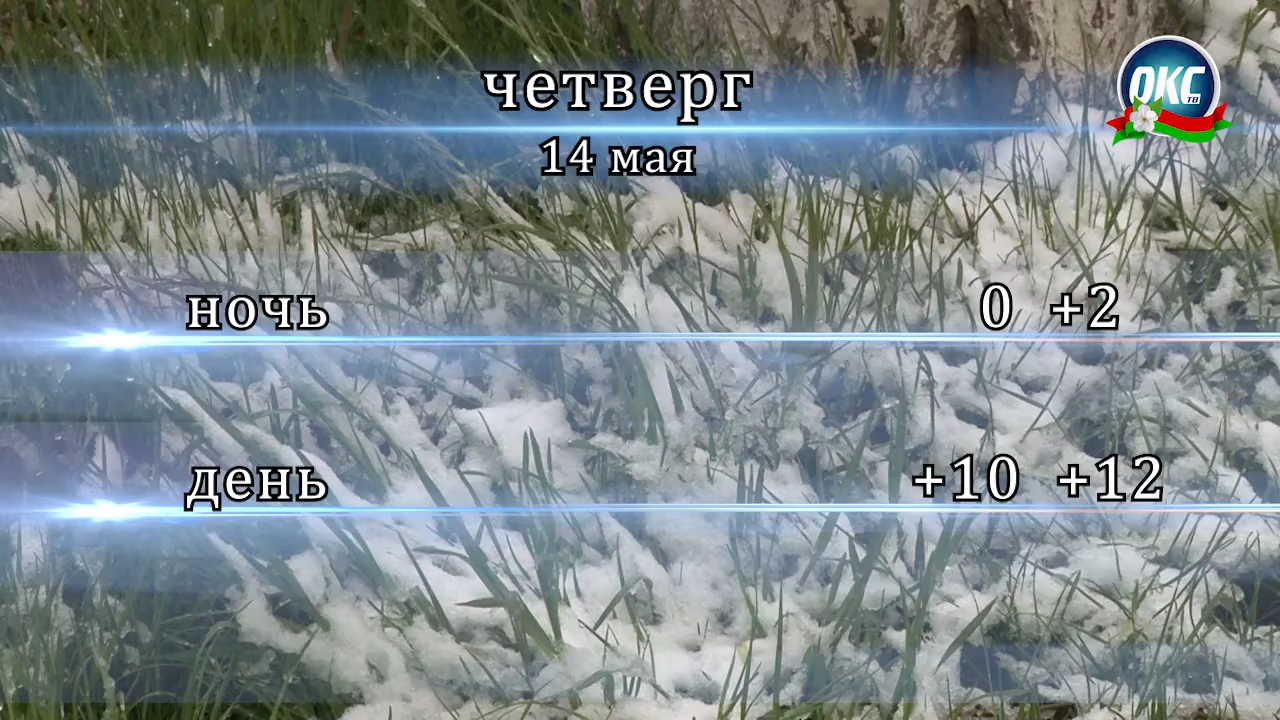 четверг
ОКС
ТВ
14 мая
ночь 0 +2
день +10 +12